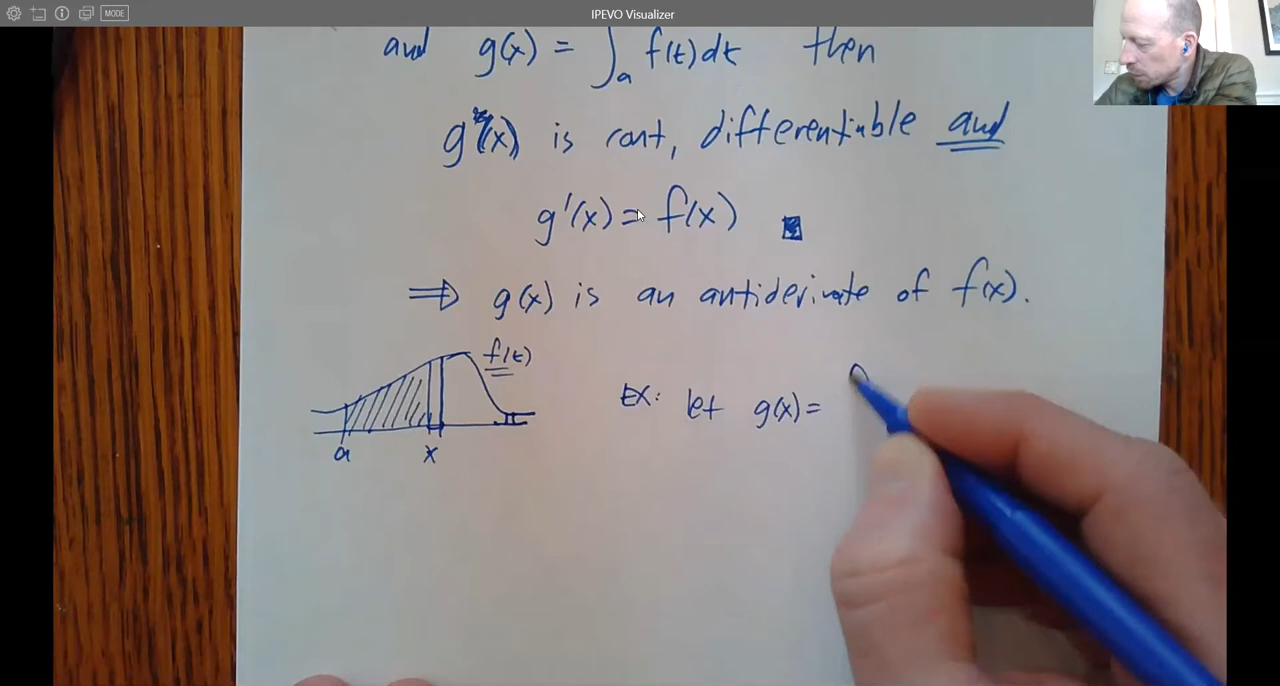 MODE
IPEVO Visualizer
and g(x) = ∫ₐ f(t) dt then
g(x) is cont, differentiable and
g'(x) = f(x)
⇒ g(x) is an antiderivate of f(x).
f(t)
a x
EX: let g(x) =